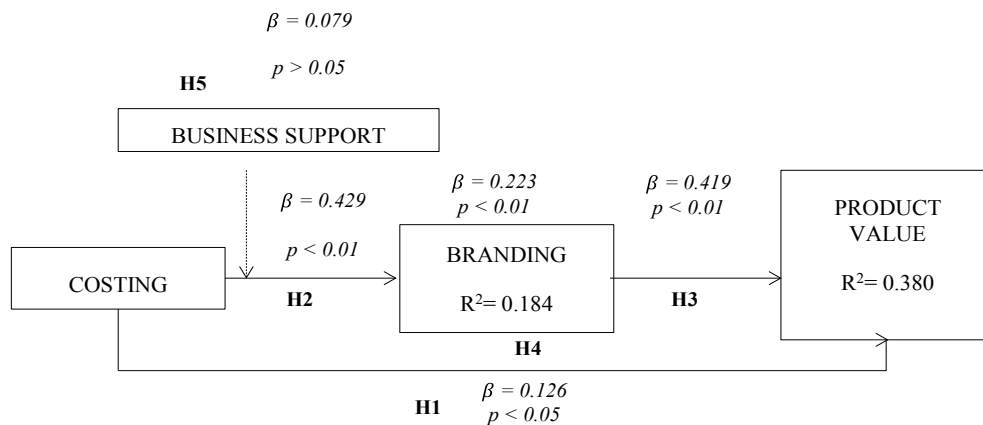 β = 0.079
p > 0.05
H5
BUSINESS SUPPORT
β = 0.429
p < 0.01
β = 0.223
p < 0.01
β = 0.419
p < 0.01
COSTING
H2
BRANDING
R²= 0.184
H4
H3
PRODUCT
VALUE
R²= 0.380
H1
β = 0.126
p < 0.05